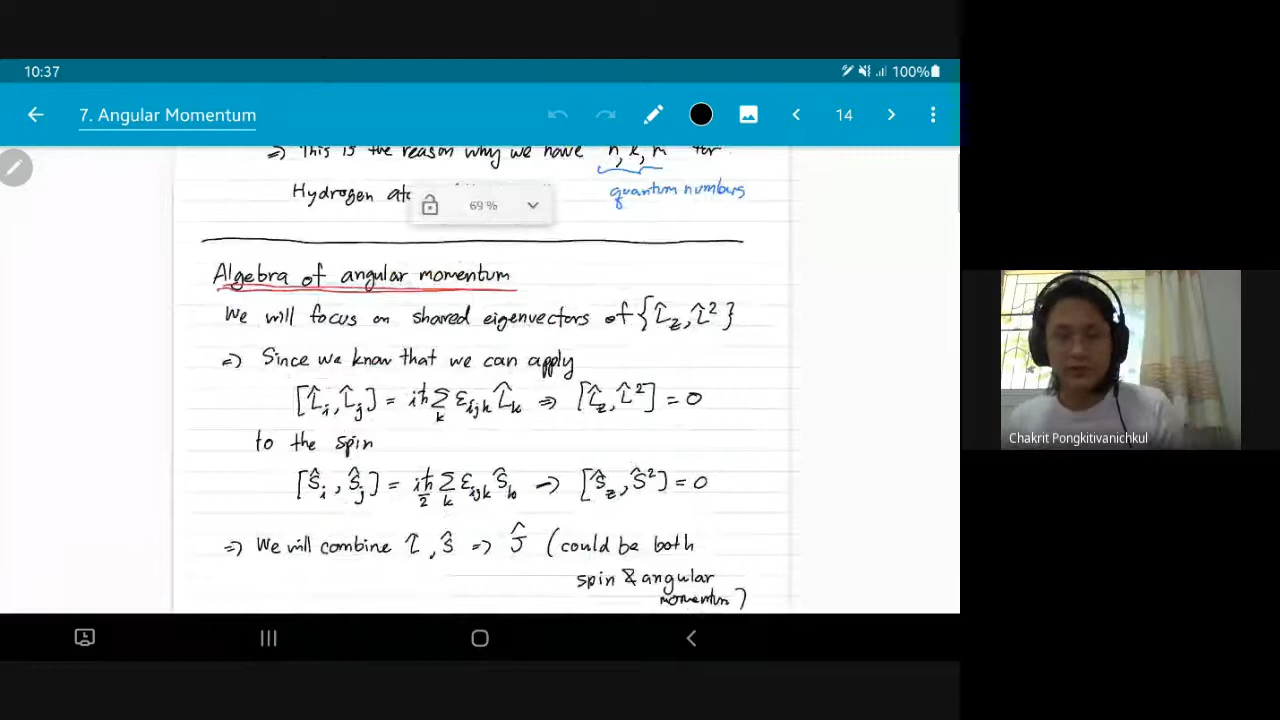 10:37
100%
7. Angular Momentum
14
⇒ This is the reason why we have n, l, m for
Hydrogen
quantum numbers
69 %
Algebra of angular momentum
We will focus on shared eigenvectors of {L̂z, L̂²}
⇒ Since we know that we can apply
[L̂i, L̂j] = iħ Σk εijk L̂k ⇒ [L̂z, L̂²] = 0
to the spin
[Ŝi, Ŝj] = iħ/2 Σk εijk Ŝk → [Ŝz, Ŝ²] = 0
⇒ We will combine L̂, Ŝ ⇒ Ĵ (could be both
spin & angular
momentum)
Chakrit Pongkitivanichkul